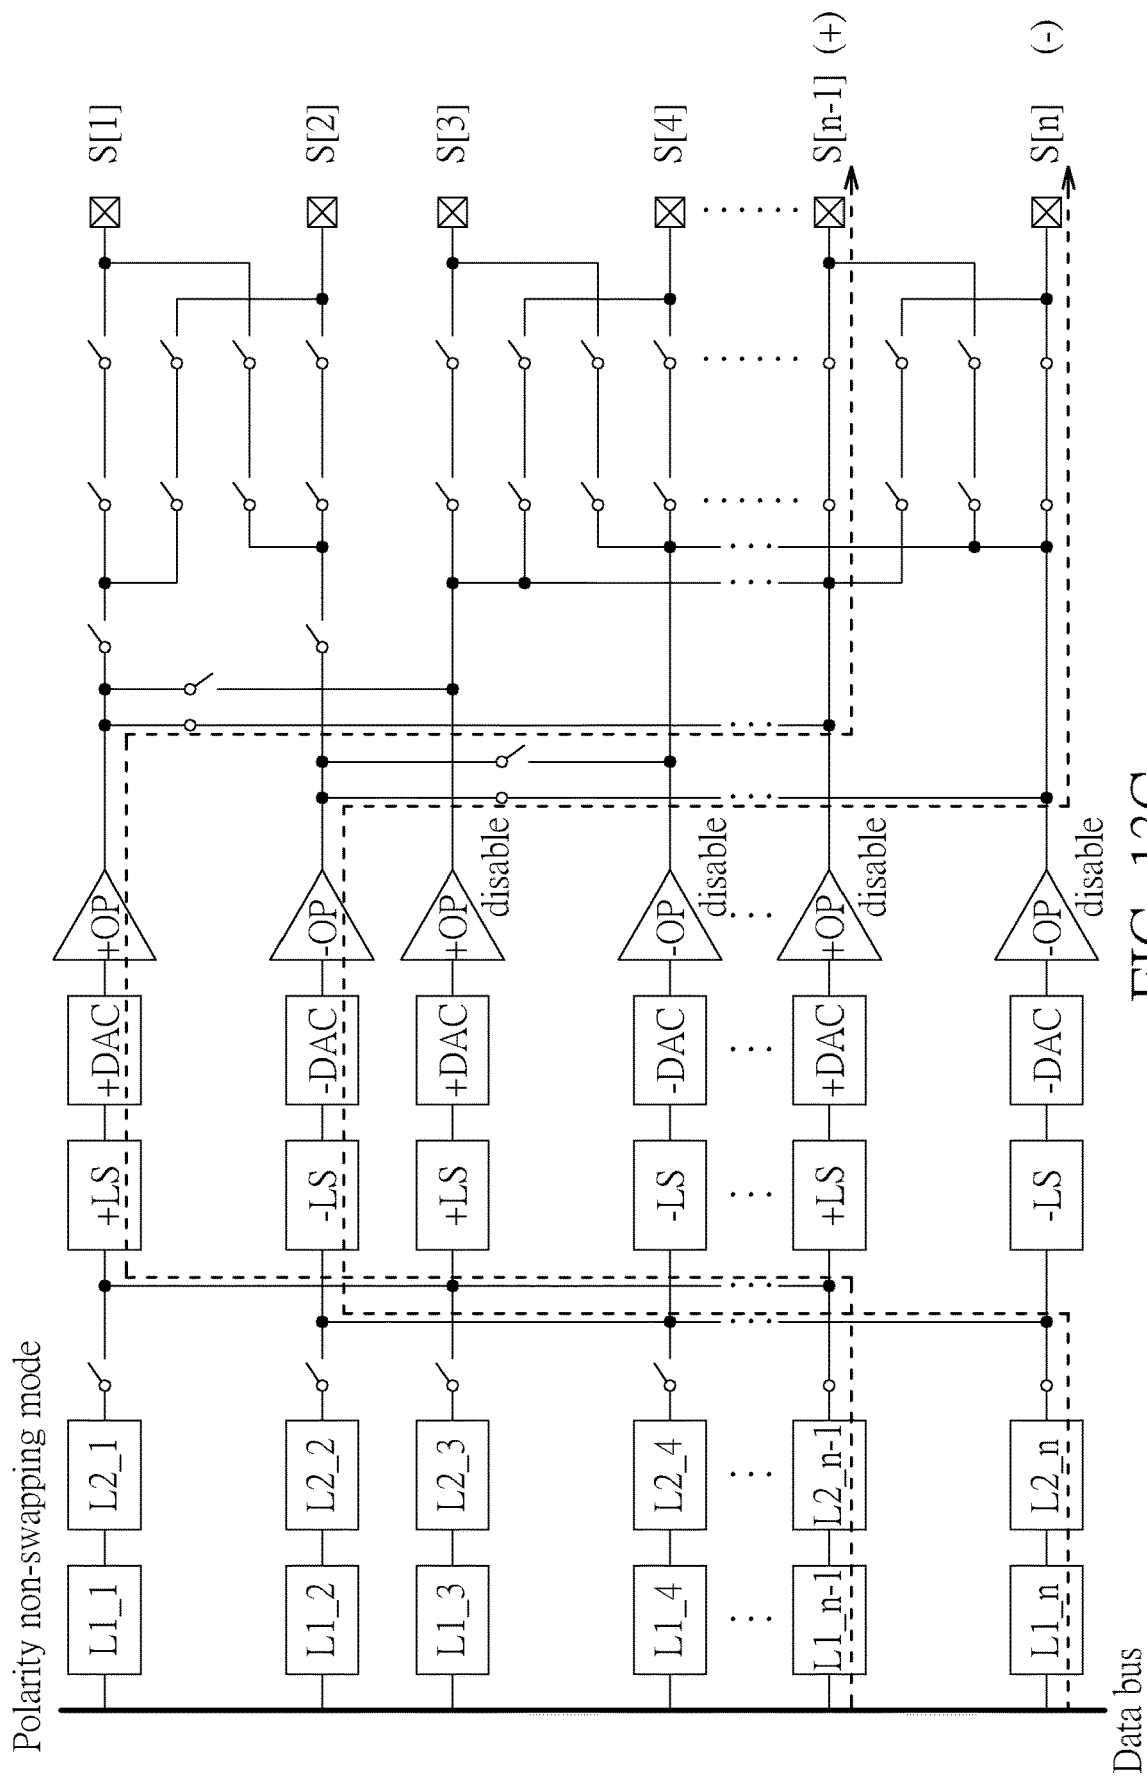 Polarity non-swapping mode
L1_1 L2_1 +LS +DAC +OP S[1]
L1_2 L2_2 -LS -DAC -OP S[2]
L1_3 L2_3 +LS +DAC +OP disable S[3]
L1_4 L2_4 -LS -DAC -OP disable S[4]
L1_n-1 L2_n-1 +LS +DAC +OP disable S[n-1] (+)
L1_n L2_n -LS -DAC -OP disable S[n] (-)
Data bus